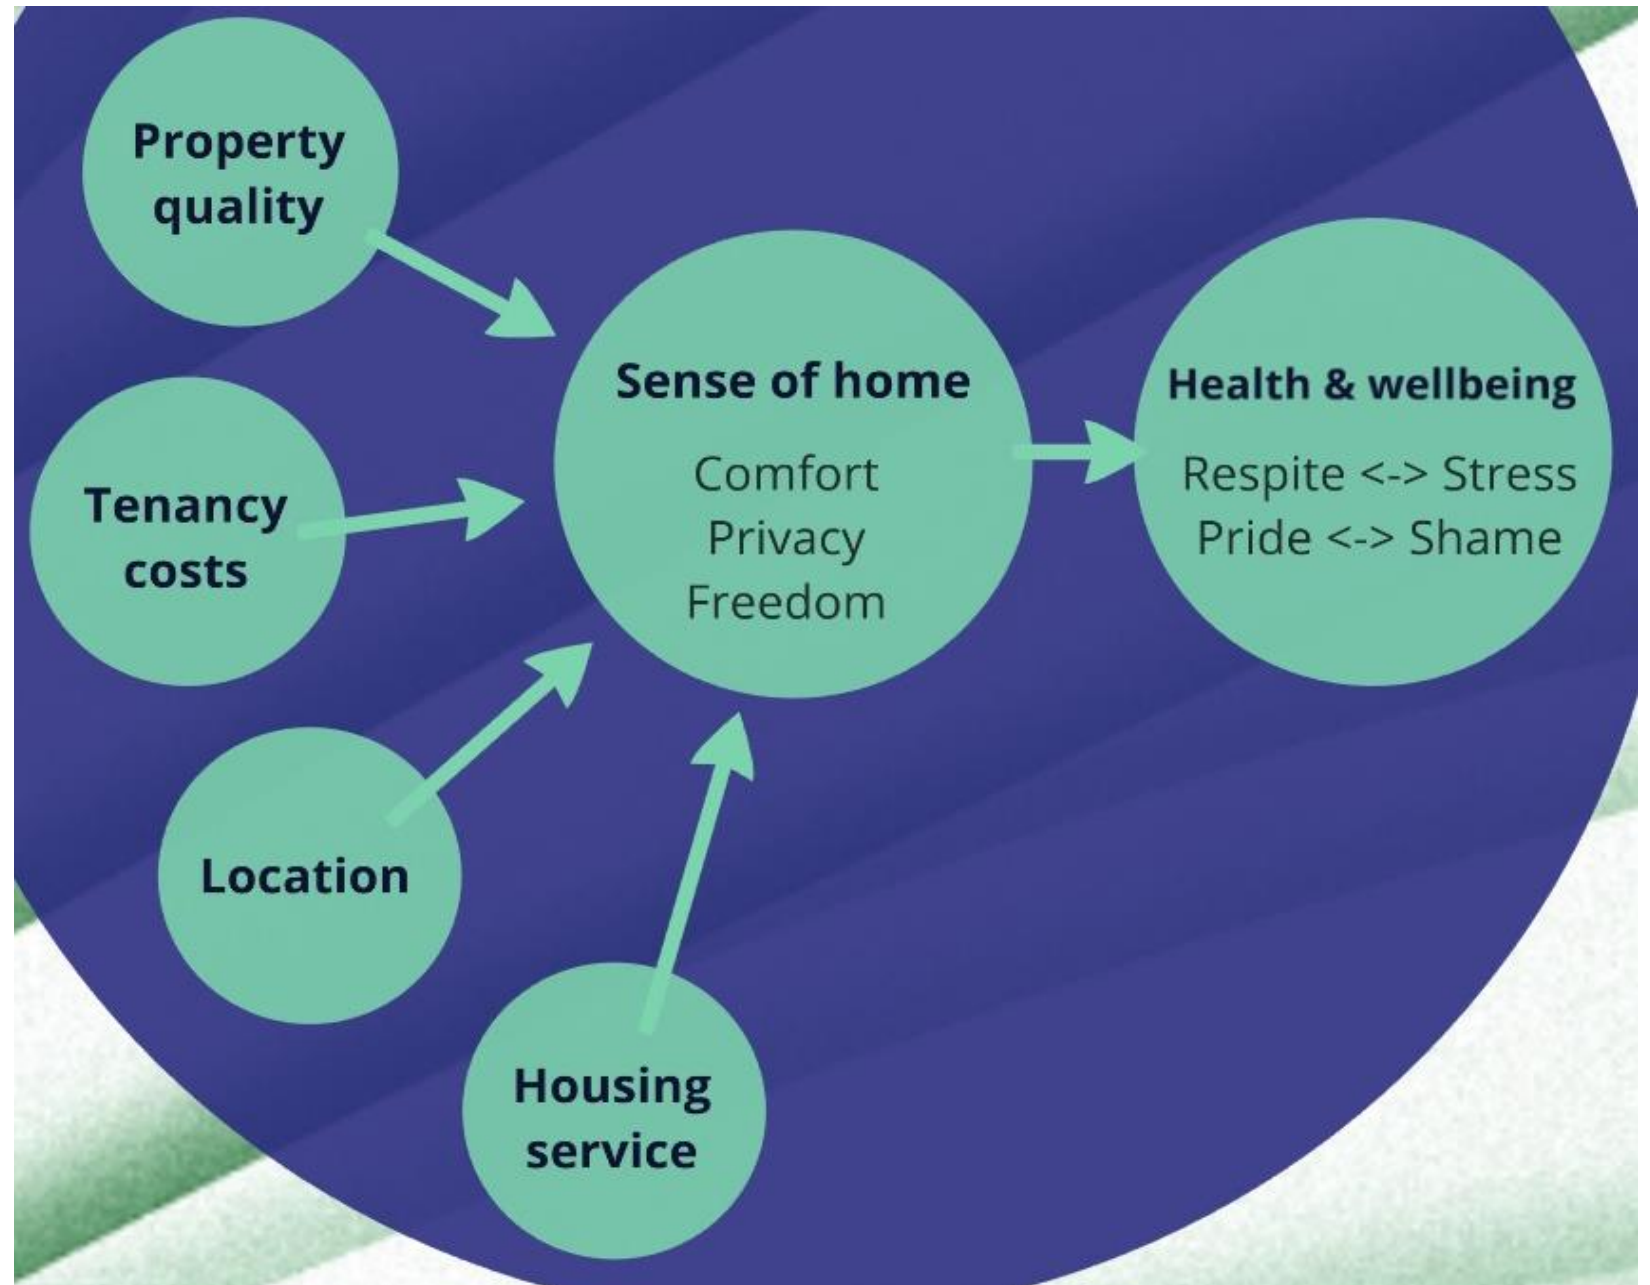 Property
quality
Tenancy
costs
Location
Housing
service
Sense of home
Comfort
Privacy
Freedom
Health & wellbeing
Respite <-> Stress
Pride <-> Shame